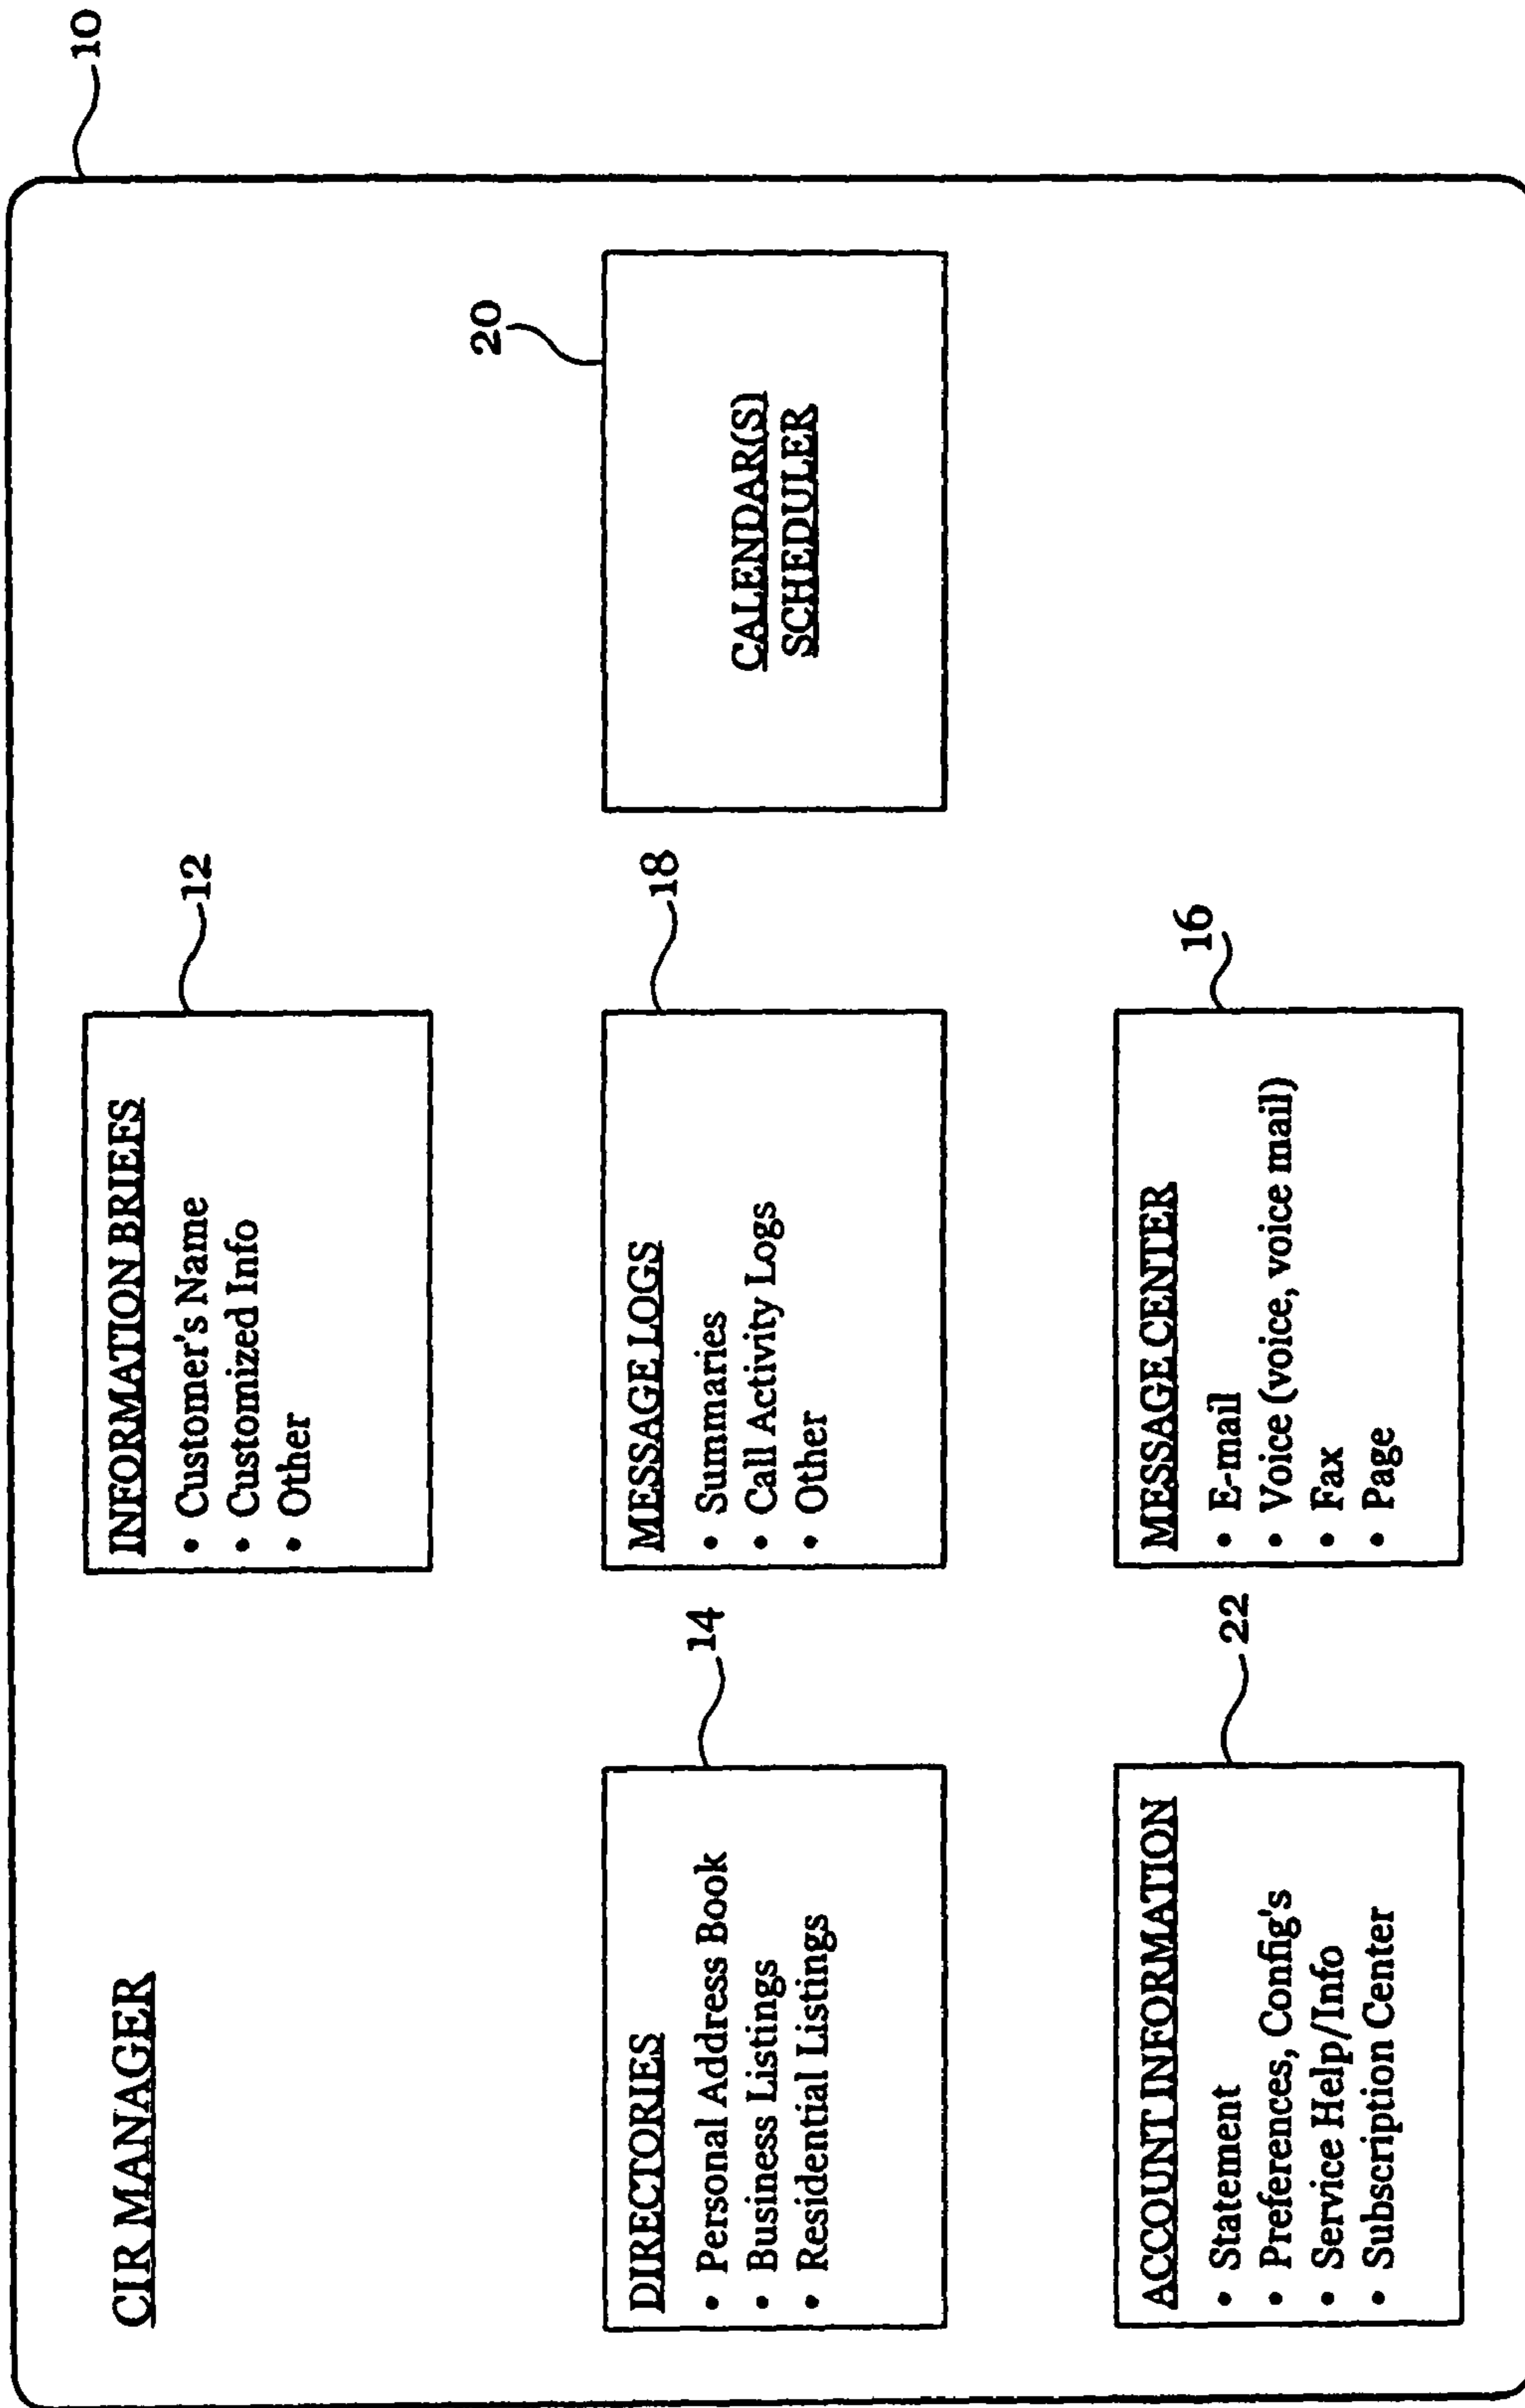 10
CIR MANAGER
INFORMATION BRIEFS
• Customer's Name
• Customized Info
• Other
12
DIRECTORIES
• Personal Address Book
• Business Listings
• Residential Listings
14
MESSAGE LOGS
• Summaries
• Call Activity Logs
• Other
18
CALENDAR(S)
SCHEDULER
20
ACCOUNT INFORMATION
• Statement
• Preferences, Config's
• Service Help/Info
• Subscription Center
22
MESSAGE CENTER
• E-mail
• Voice (voice, voice mail)
• Fax
• Page
16